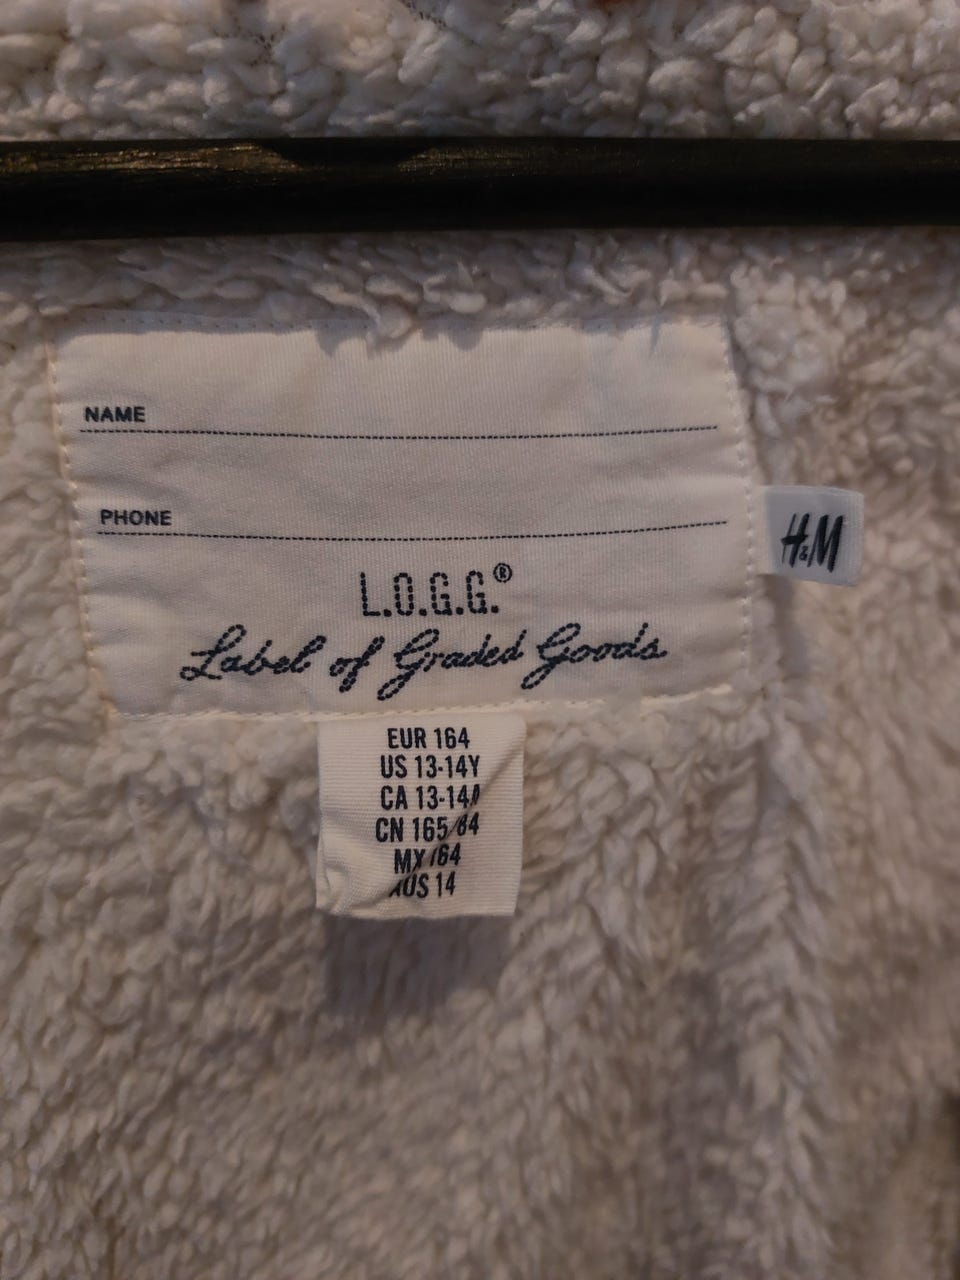 NAME
PHONE
H&M
L.O.G.G.®
Label of Graded Goods
EUR 164
US 13-14Y
CA 13-14A
CN 165/84
MX 164
AUS 14